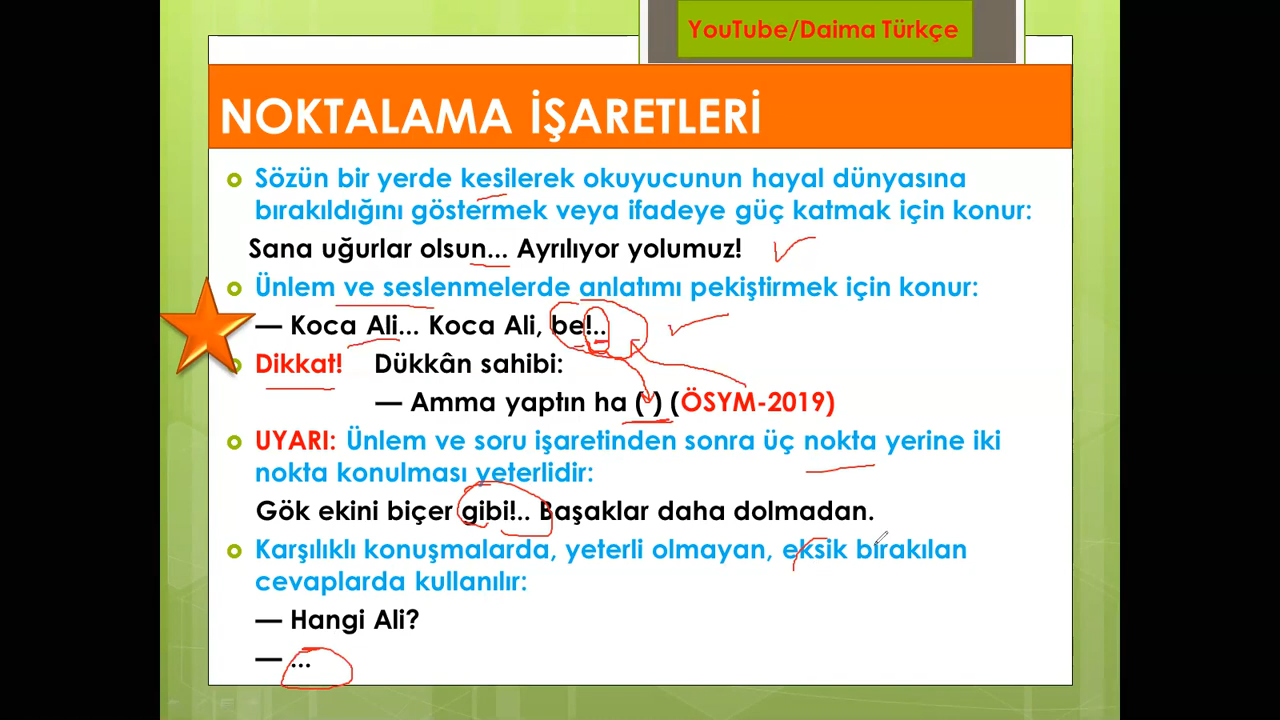 YouTube/Daima Türkçe
NOKTALAMA İŞARETLERİ
Sözün bir yerde kesilerek okuyucunun hayal dünyasına
bırakıldığını göstermek veya ifadeye güç katmak için konur:
Sana uğurlar olsun... Ayrılıyor yolumuz!
Ünlem ve seslenmelerde anlatımı pekiştirmek için konur:
— Koca Ali... Koca Ali, be!..
Dikkat! Dükkân sahibi:
— Amma yaptın ha ( ) (ÖSYM-2019)
UYARI: Ünlem ve soru işaretinden sonra üç nokta yerine iki
nokta konulması yeterlidir:
Gök ekini biçer gibi!.. Başaklar daha dolmadan.
Karşılıklı konuşmalarda, yeterli olmayan, eksik bırakılan
cevaplarda kullanılır:
— Hangi Ali?
— ...